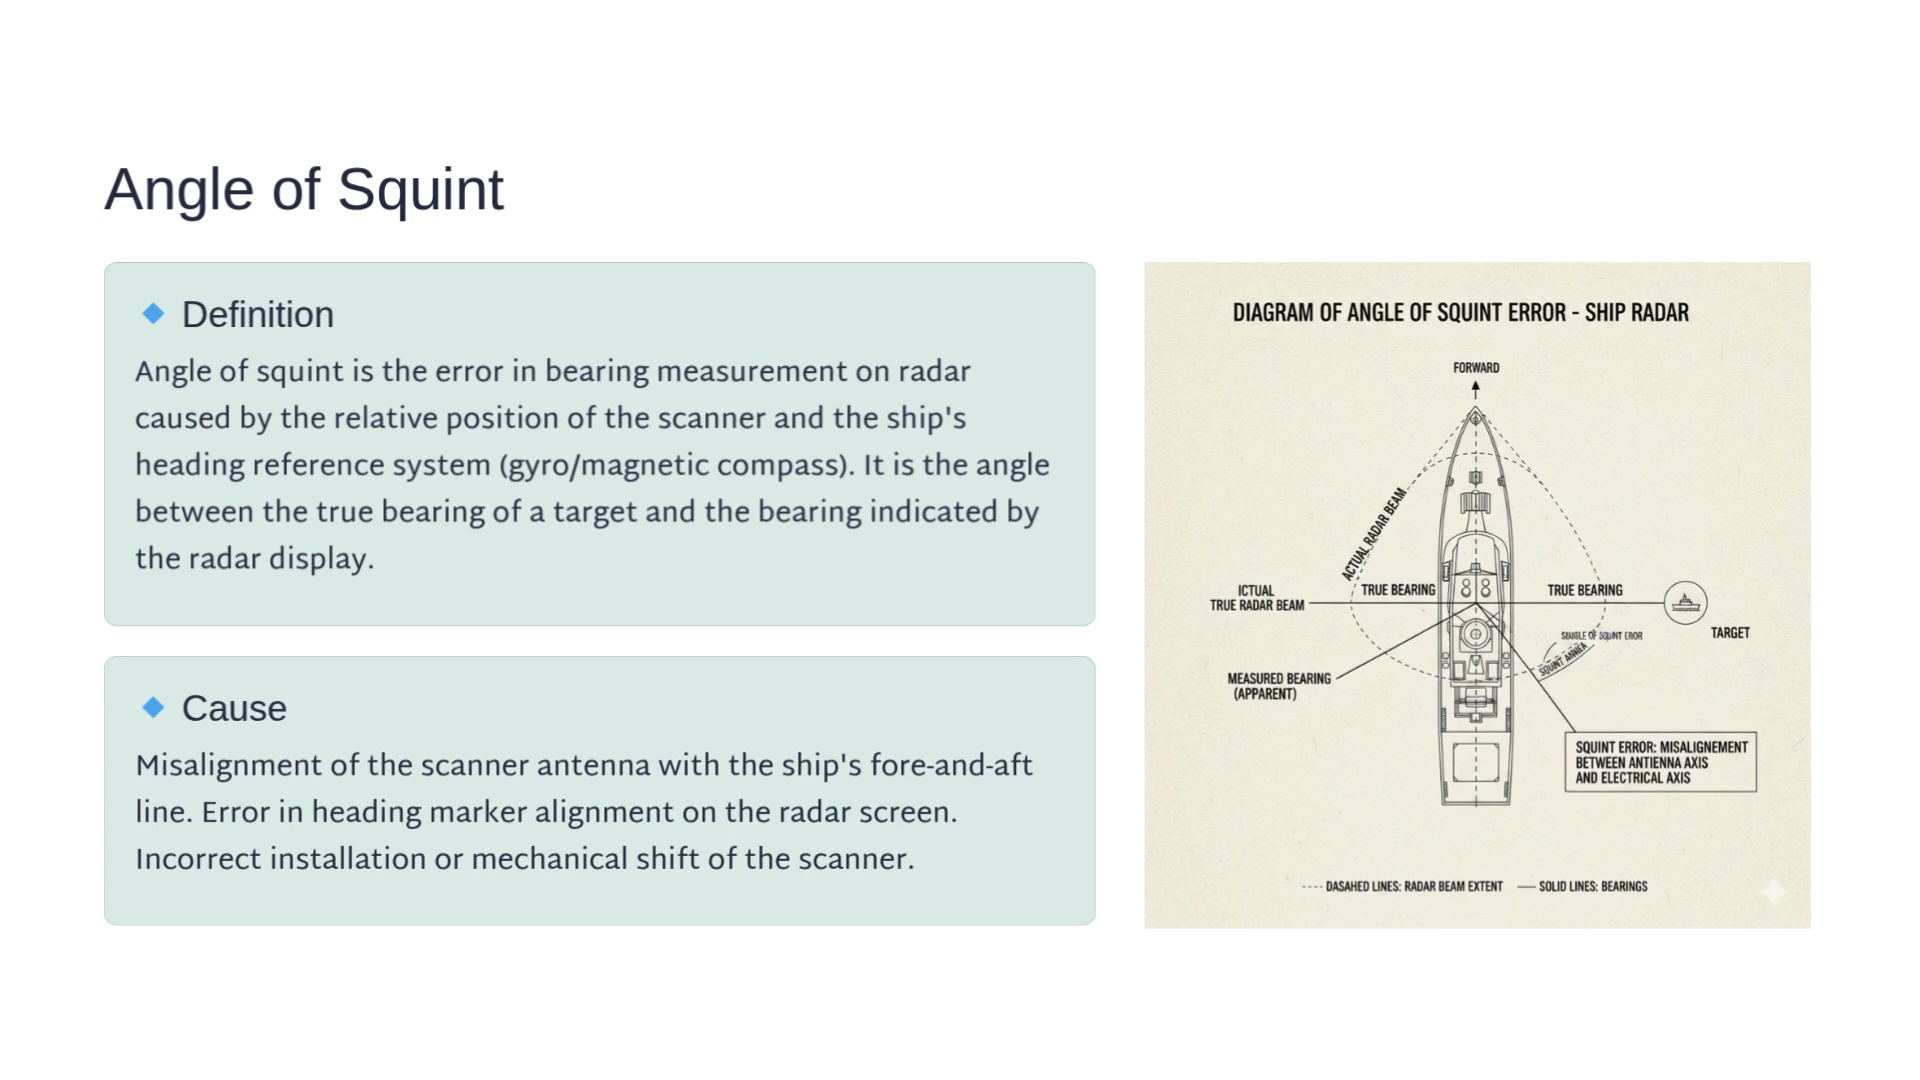 Angle of Squint
Definition
Angle of squint is the error in bearing measurement on radar
caused by the relative position of the scanner and the ship's
heading reference system (gyro/magnetic compass). It is the angle
between the true bearing of a target and the bearing indicated by
the radar display.
Cause
Misalignment of the scanner antenna with the ship's fore-and-aft
line. Error in heading marker alignment on the radar screen.
Incorrect installation or mechanical shift of the scanner.
DIAGRAM OF ANGLE OF SQUINT ERROR - SHIP RADAR
FORWARD
ACTUAL RADAR BEAM
ICTUAL
TRUE RADAR BEAM
TRUE BEARING
TRUE BEARING
TARGET
OF SQUINT EROR
SQUINT
MEASURED BEARING
(APPARENT)
SQUINT ERROR: MISALIGNEMENT
BETWEEN ANTIENNA AXIS
AND ELECTRICAL AXIS
DASAHED LINES: RADAR BEAM EXTENT
SOLID LINES: BEARINGS